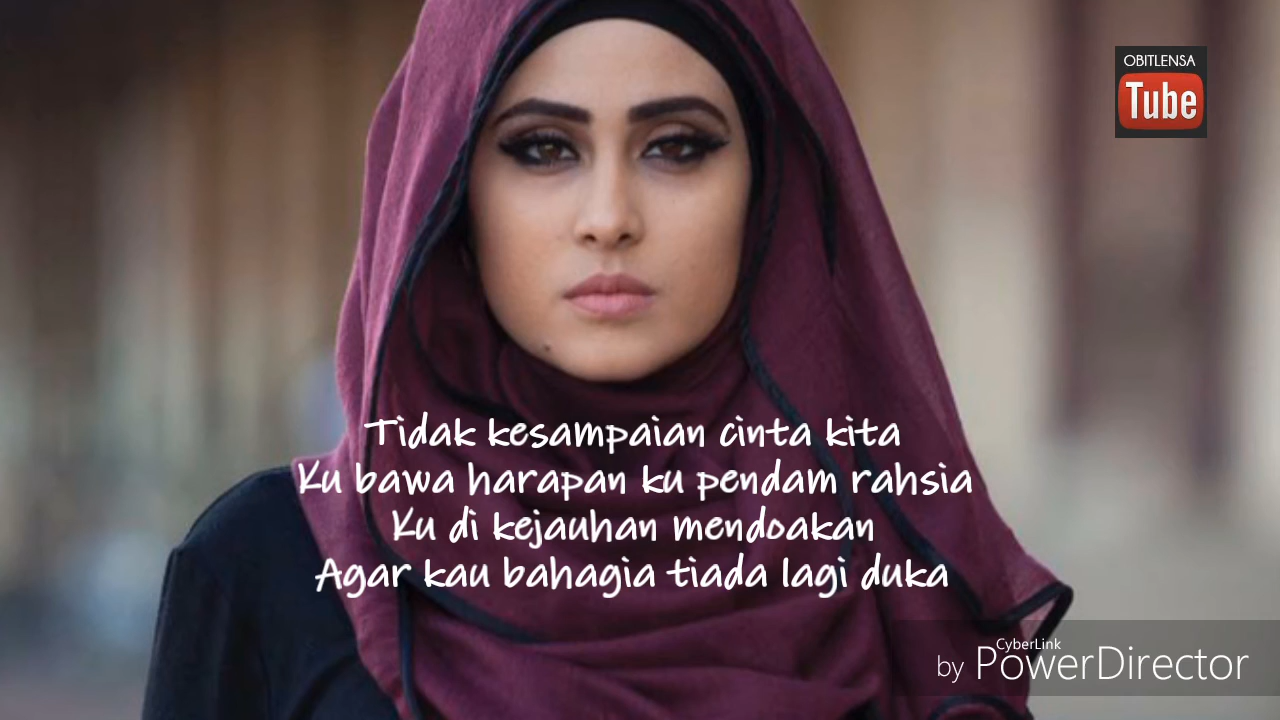 OBITLENSA
Tube
Tidak kesampaian cinta kita
Ku bawa harapan ku pendam rahsia
Ku di kejauhan mendoakan
Agar kau bahagia tiada lagi duka
CyberLink
by PowerDirector